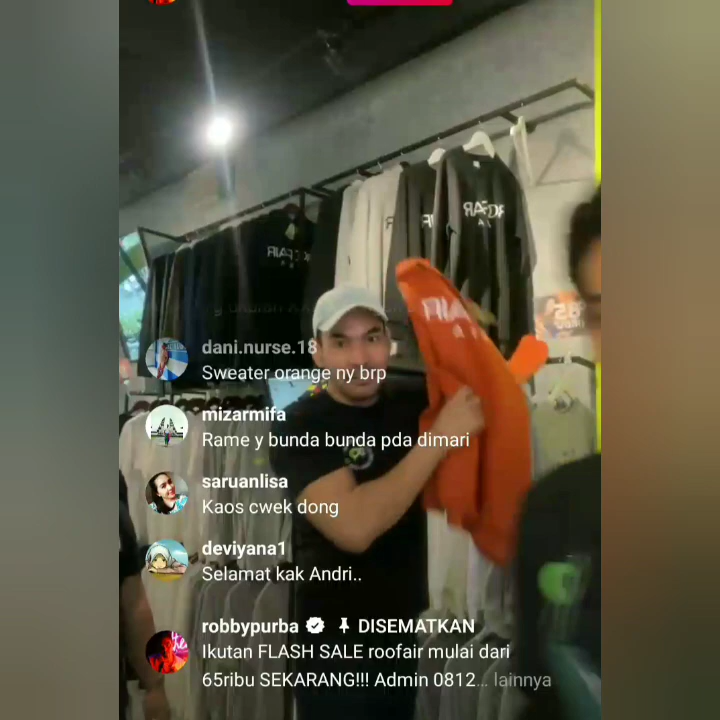 dani.nurse.18
Sweater orange ny brp
mizarmifa
Rame y bunda bunda pda dimari
saruanlisa
Kaos cwek dong
deviyana1
Selamat kak Andri..
robbypurba DISEMATKAN
Ikutan FLASH SALE roofair mulai dari
65ribu SEKARANG!!! Admin 0812... lainnya